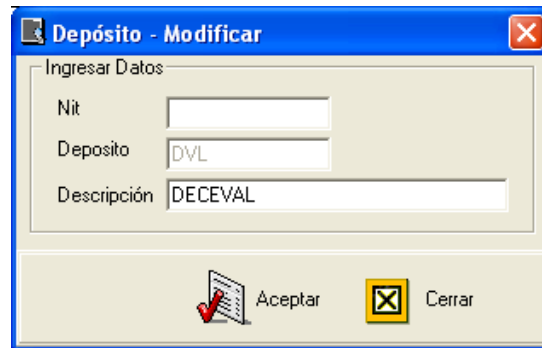 Depósito - Modificar
Ingresar Datos
Nit
Deposito DVL
Descripción DECEVAL
Aceptar Cerrar